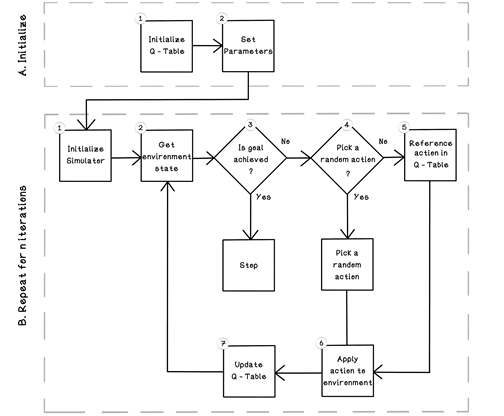 A. Initialize
1
Initialize
Q - Table
2
Set
Parameters
B. Repeat for n iterations
1
Initialize
Simulator
2
Get
environment
state
3
Is goal
achieved
?
No
Yes
Stop
4
Pick a
random action
?
No
Yes
Pick a
random
action
5
Reference
action in
Q - Table
6
Apply
action to
environment
7
Update
Q - Table